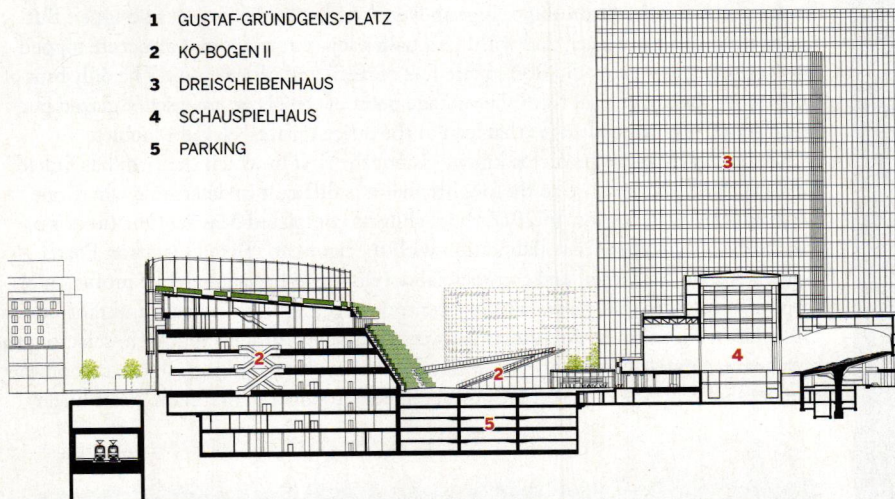 1 GUSTAF-GRÜNDGENS-PLATZ
2 KÖ-BOGEN II
3 DREISCHEIBENHAUS
4 SCHAUSPIELHAUS
5 PARKING
3
2
2
4
5